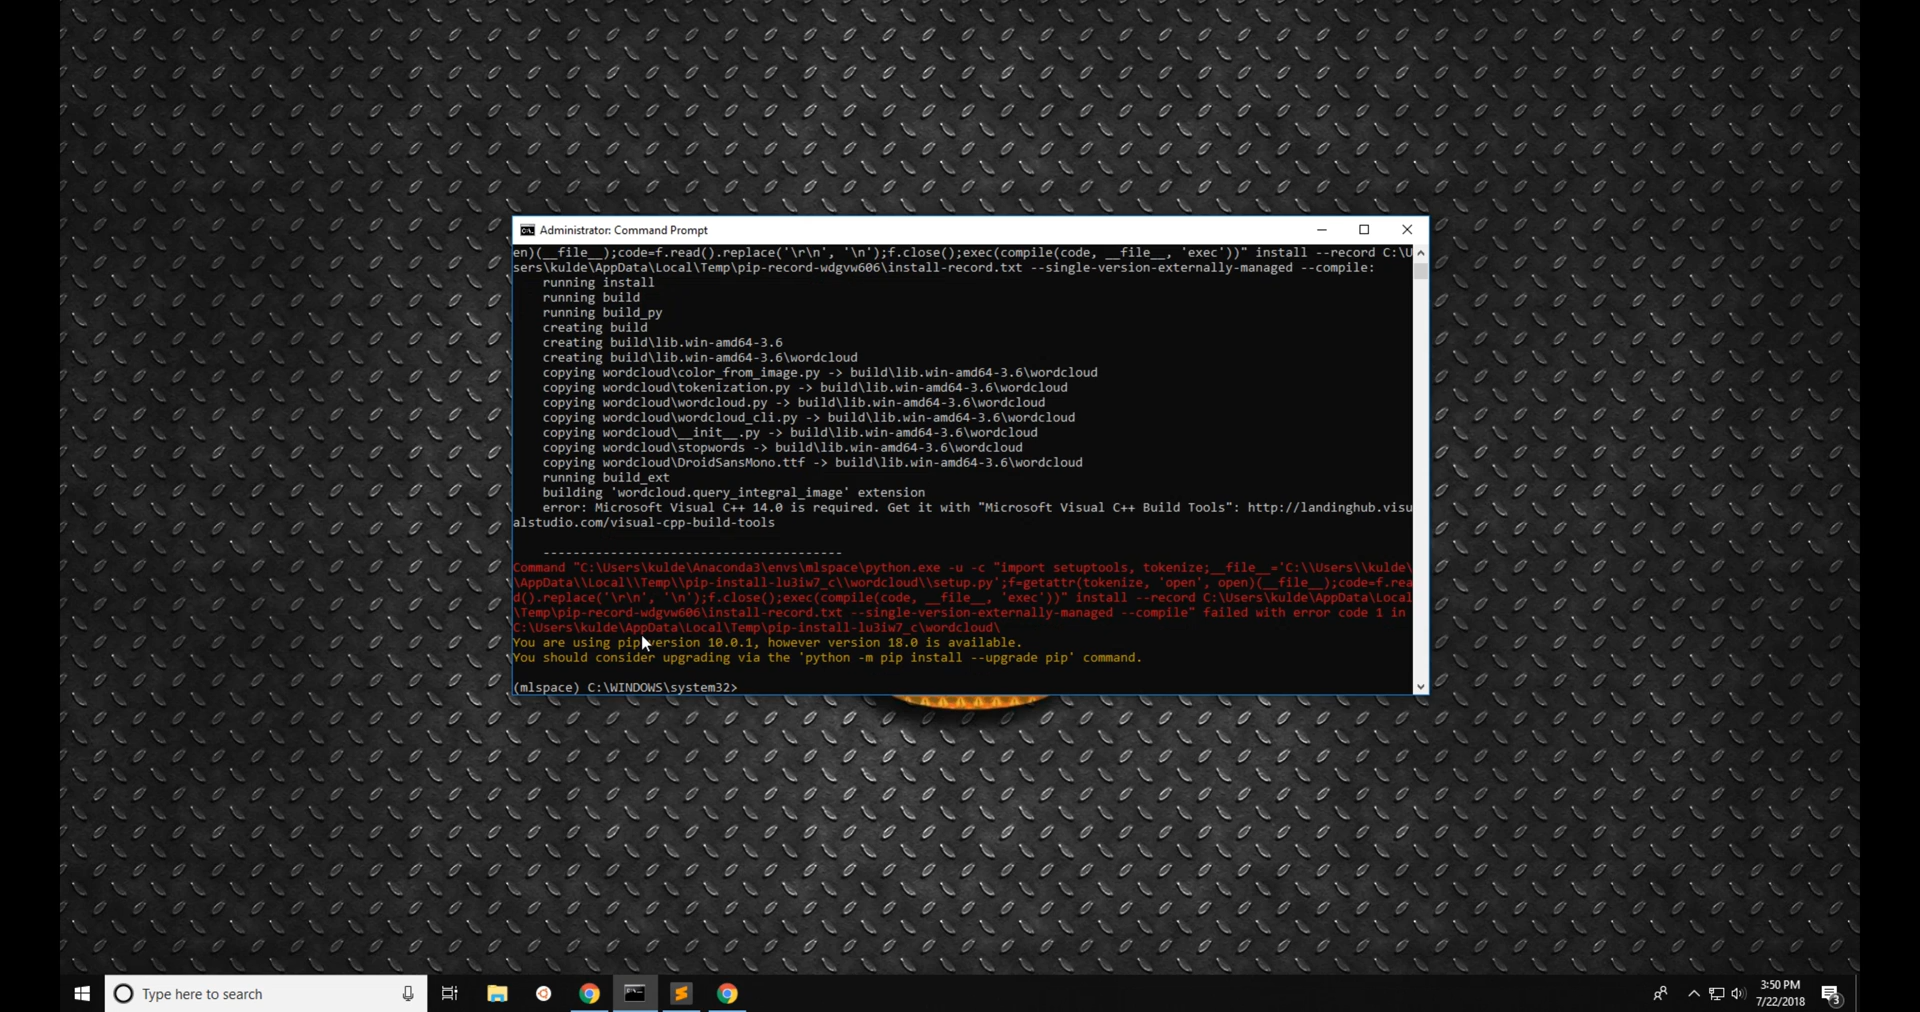 Administrator: Command Prompt
en)(__file__);code=f.read().replace('\r\n', '\n');f.close();exec(compile(code, __file__, 'exec'))" install --record C:\U
sers\kulde\AppData\Local\Temp\pip-record-wdgvw606\install-record.txt --single-version-externally-managed --compile:
running install
running build
running build_py
creating build
creating build\lib.win-amd64-3.6
creating build\lib.win-amd64-3.6\wordcloud
copying wordcloud\color_from_image.py -> build\lib.win-amd64-3.6\wordcloud
copying wordcloud\tokenization.py -> build\lib.win-amd64-3.6\wordcloud
copying wordcloud\wordcloud.py -> build\lib.win-amd64-3.6\wordcloud
copying wordcloud\wordcloud_cli.py -> build\lib.win-amd64-3.6\wordcloud
copying wordcloud\__init__.py -> build\lib.win-amd64-3.6\wordcloud
copying wordcloud\stopwords -> build\lib.win-amd64-3.6\wordcloud
copying wordcloud\DroidSansMono.ttf -> build\lib.win-amd64-3.6\wordcloud
running build_ext
building 'wordcloud.query_integral_image' extension
error: Microsoft Visual C++ 14.0 is required. Get it with "Microsoft Visual C++ Build Tools": http://landinghub.visu
alstudio.com/visual-cpp-build-tools
----------------------------------------
Command "C:\Users\kulde\Anaconda3\envs\mlspace\python.exe -u -c "import setuptools, tokenize;__file__='C:\\Users\\kulde\
\AppData\\Local\\Temp\\pip-install-lu3iw7_c\\wordcloud\\setup.py';f=getattr(tokenize, 'open', open)(__file__);code=f.rea
d().replace('\r\n', '\n');f.close();exec(compile(code, __file__, 'exec'))" install --record C:\Users\kulde\AppData\Local
\Temp\pip-record-wdgvw606\install-record.txt --single-version-externally-managed --compile" failed with error code 1 in
C:\Users\kulde\AppData\Local\Temp\pip-install-lu3iw7_c\wordcloud\
You are using pip version 10.0.1, however version 18.0 is available.
You should consider upgrading via the 'python -m pip install --upgrade pip' command.
(mlspace) C:\WINDOWS\system32>
Type here to search
3:50 PM
7/22/2018
3